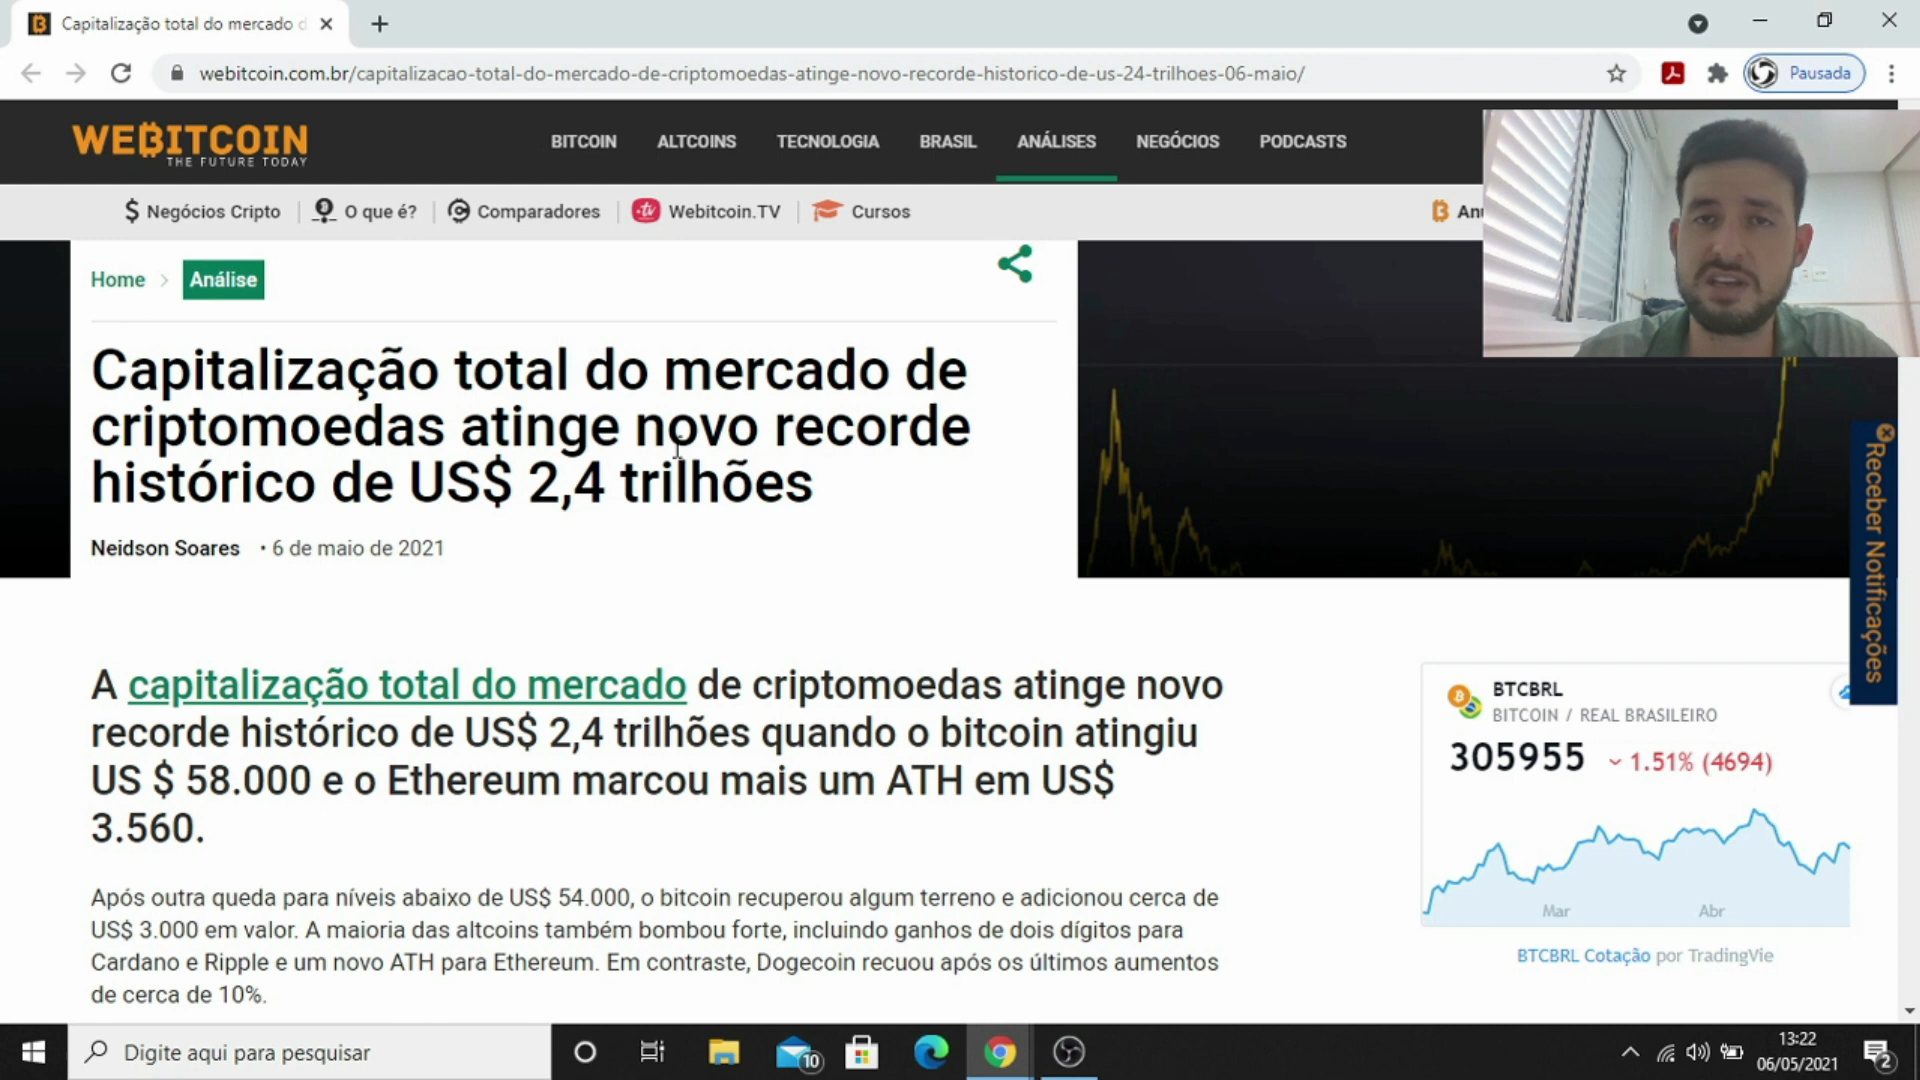 Capitalização total do mercado d
webitcoin.com.br/capitalizacao-total-do-mercado-de-criptomoedas-atinge-novo-recorde-historico-de-us-24-trilhoes-06-maio/
Pausada
WEBITCOIN
THE FUTURE TODAY
BITCOIN ALTCOINS TECNOLOGIA BRASIL ANÁLISES NEGÓCIOS PODCASTS
$ Negócios Cripto O que é? Comparadores tv Webitcoin.TV Cursos
Home > Análise
Capitalização total do mercado de
criptomoedas atinge novo recorde
histórico de US$ 2,4 trilhões
Neidson Soares • 6 de maio de 2021
Receber Notificações
A capitalização total do mercado de criptomoedas atinge novo
recorde histórico de US$ 2,4 trilhões quando o bitcoin atingiu
US $ 58.000 e o Ethereum marcou mais um ATH em US$
3.560.
Após outra queda para níveis abaixo de US$ 54.000, o bitcoin recuperou algum terreno e adicionou cerca de
US$ 3.000 em valor. A maioria das altcoins também bombou forte, incluindo ganhos de dois dígitos para
Cardano e Ripple e um novo ATH para Ethereum. Em contraste, Dogecoin recuou após os últimos aumentos
de cerca de 10%.
BTCBRL
BITCOIN / REAL BRASILEIRO
305955 1.51% (4694)
Mar Abr
BTCBRL Cotação por TradingVie
Digite aqui para pesquisar
10
13:22
06/05/2021
2